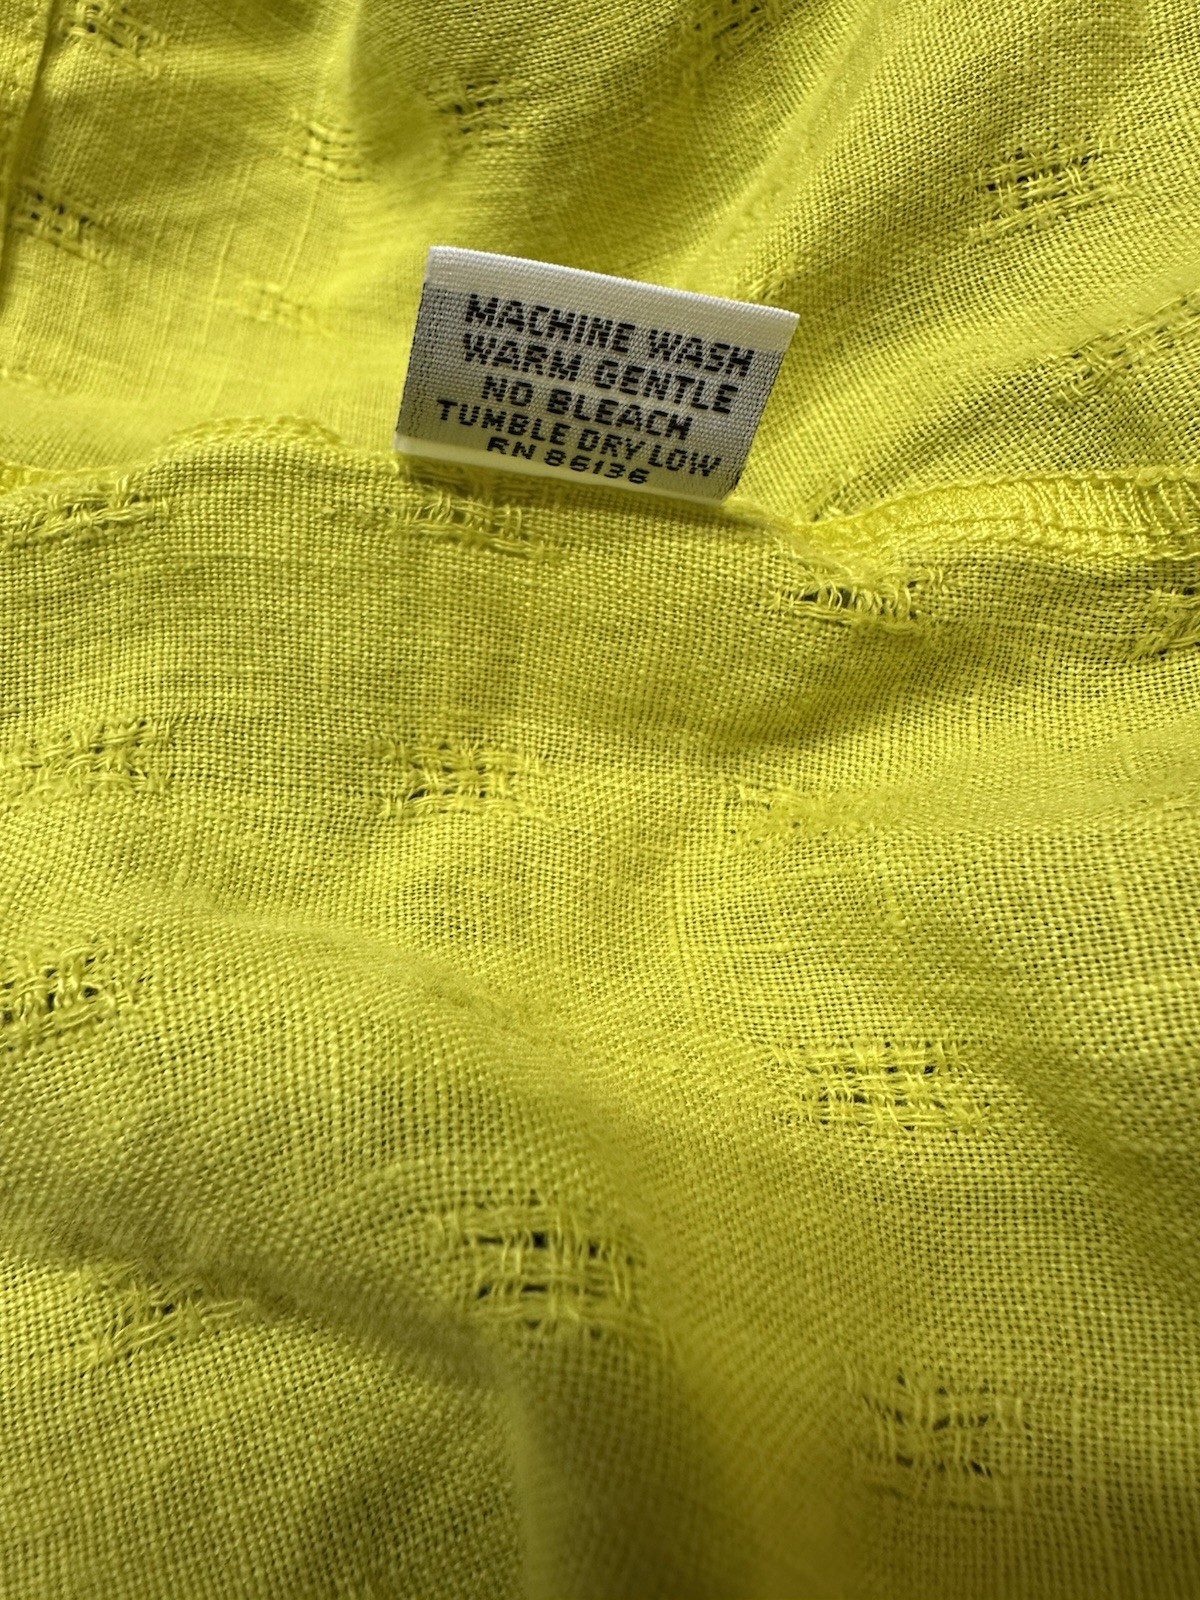 MACHINE WASH
WARM GENTLE
NO BLEACH
TUMBLE DRY LOW
RN 86136